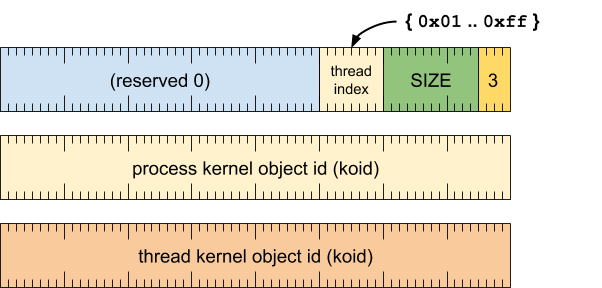 { 0x01 .. 0xff }
(reserved 0)
thread
index
SIZE
3
process kernel object id (koid)
thread kernel object id (koid)